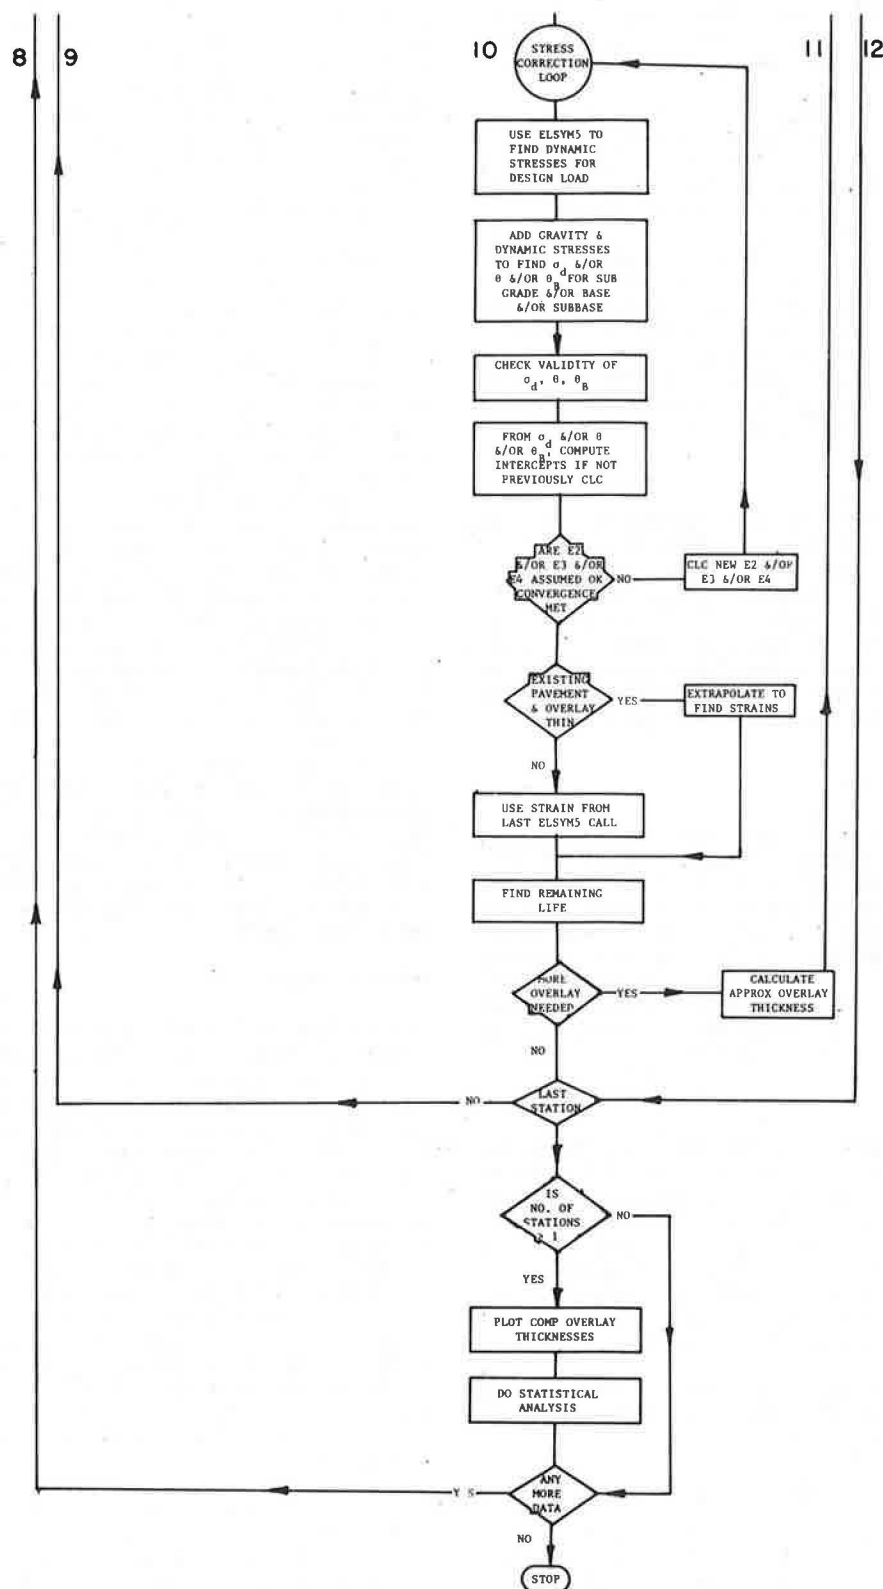 8
9
10
11
12
STRESS
CORRECTION
LOOP
USE ELSYM5 TO
FIND DYNAMIC
STRESSES FOR
DESIGN LOAD
ADD GRAVITY &
DYNAMIC STRESSES
TO FIND σd &/OR
θ &/OR θB FOR SUB
GRADE &/OR BASE
&/OR SUBBASE
CHECK VALIDITY OF
σd, θ, θB
FROM σd &/OR θ
&/OR θB, COMPUTE
INTERCEPTS IF NOT
PREVIOUSLY CLC
ARE E2
&/OR E3 &/OR
E4 ASSUMED OK
CONVERGENCE
MET
NO
CLC NEW E2 &/OR
E3 &/OR E4
EXISTING
PAVEMENT
& OVERLAY
THIN
YES
EXTRAPOLATE TO
FIND STRAINS
NO
USE STRAIN FROM
LAST ELSYM5 CALL
FIND REMAINING
LIFE
MORE
OVERLAY
NEEDED
YES
CALCULATE
APPROX OVERLAY
THICKNESS
NO
LAST
STATION
NO
IS
NO. OF
STATIONS
≥ 1
NO
YES
PLOT COMP OVERLAY
THICKNESSES
DO STATISTICAL
ANALYSIS
ANY
MORE
DATA
Y S
NO
STOP